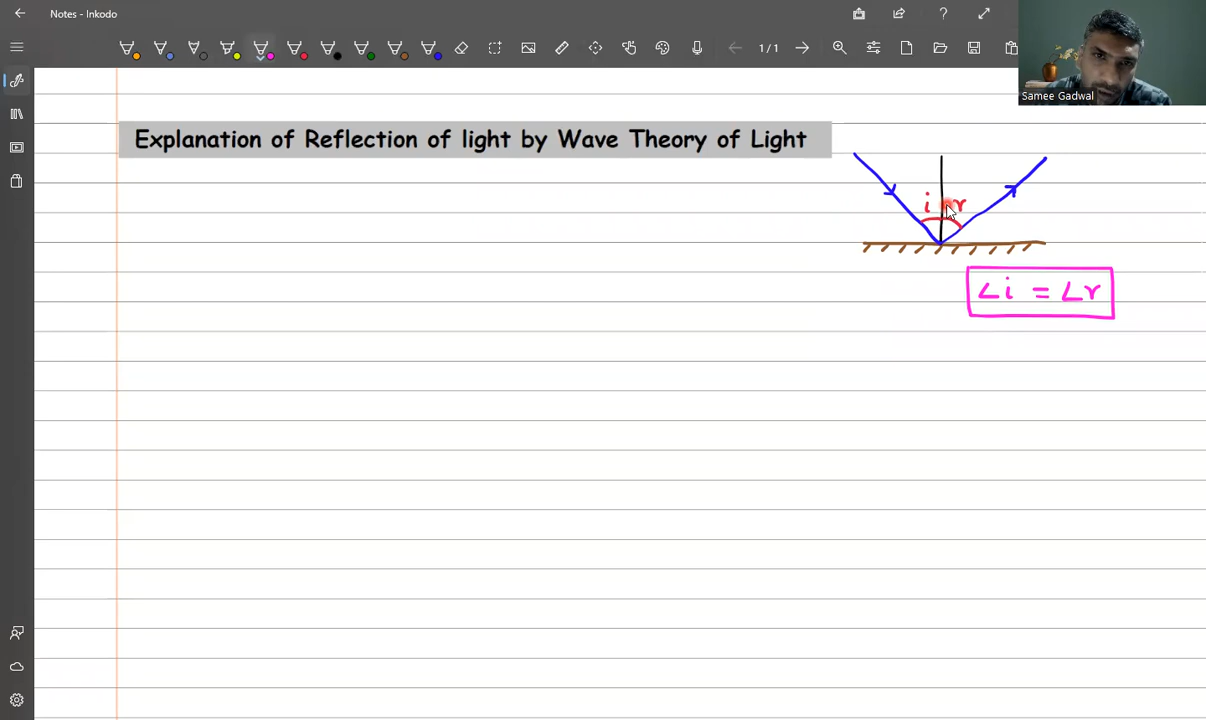 Notes - Inkodo
1/1
Samee Gadwal
Explanation of Reflection of light by Wave Theory of Light
i r
∠i = ∠r